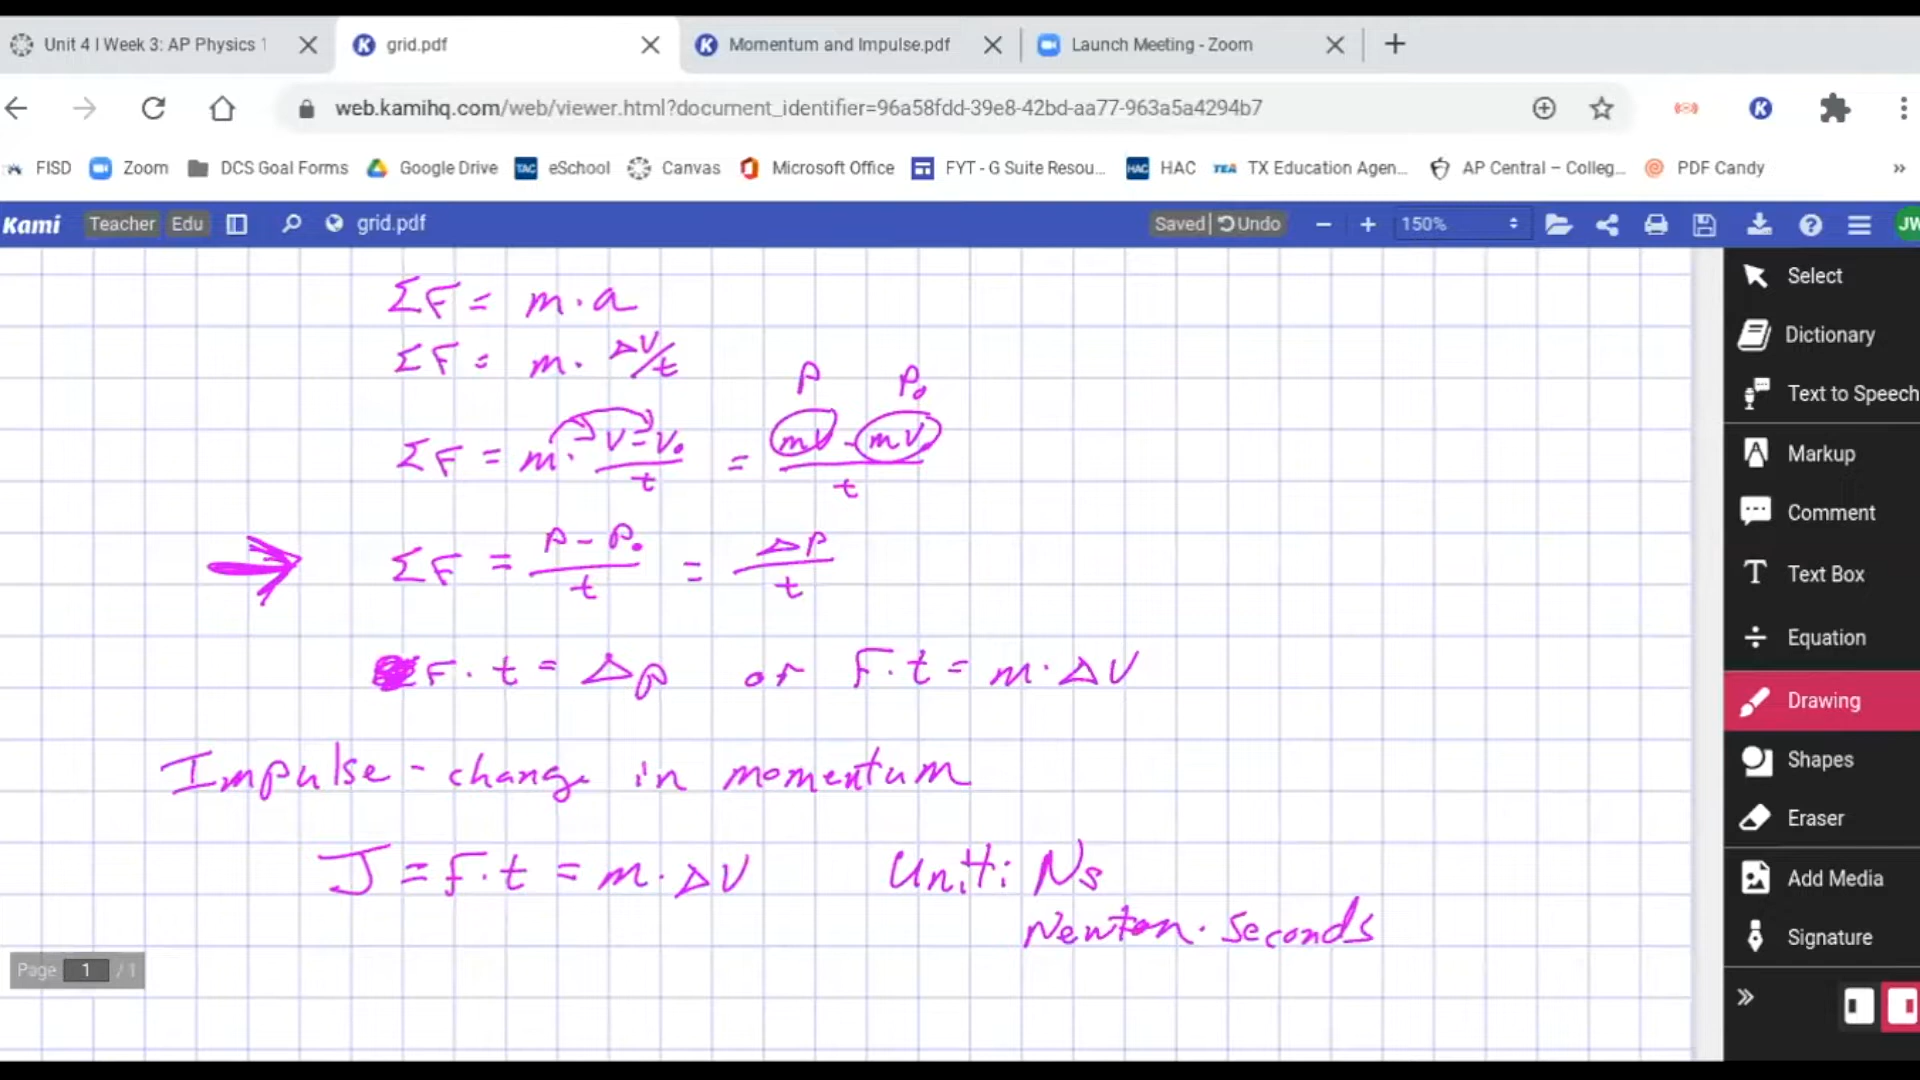 Unit 4 | Week 3: AP Physics 1
grid.pdf
Momentum and Impulse.pdf
Launch Meeting - Zoom
web.kamihq.com/web/viewer.html?document_identifier=96a58fdd-39e8-42bd-aa77-963a5a4294b7
FISD Zoom DCS Goal Forms Google Drive TAC eSchool Canvas Microsoft Office FYT - G Suite Resou... HAC HAC TEA TX Education Agen... AP Central – Colleg... PDF Candy »
Kami Teacher Edu grid.pdf Saved Undo − + 150% JW
Select
Dictionary
Text to Speech
Markup
Comment
Text Box
Equation
Drawing
Shapes
Eraser
Add Media
Signature
ΣF = m · a
ΣF = m · ΔV/t
P P₀
ΣF = m · (V - V₀)/t = (mV - mV)/t
ΣF = (P - P₀)/t = ΔP/t
F · t = Δp or F · t = m · ΔV
Impulse - change in momentum
J = F · t = m · ΔV Unit: Ns
Newton · seconds
Page 1 / 1